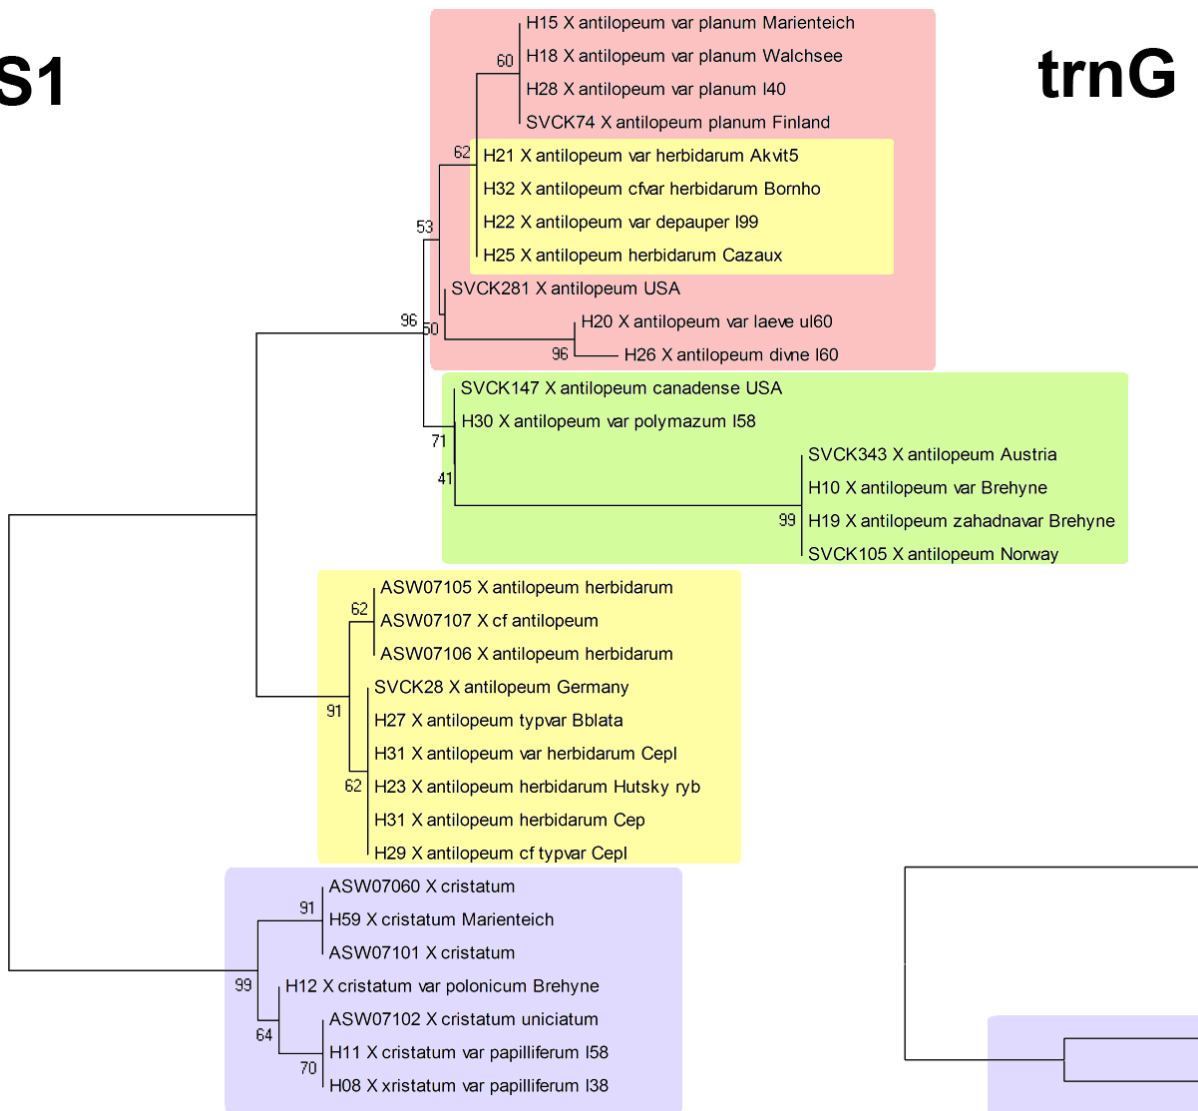 S1
trnG
H15 X antilopeum var planum Marienteich
60
H18 X antilopeum var planum Walchsee
H28 X antilopeum var planum I40
SVCK74 X antilopeum planum Finland
62
H21 X antilopeum var herbidarum Akvit5
H32 X antilopeum cfvar herbidarum Bornho
H22 X antilopeum var depauper I99
53
H25 X antilopeum herbidarum Cazaux
SVCK281 X antilopeum USA
96
50
H20 X antilopeum var laeve ul60
96
H26 X antilopeum divne I60
SVCK147 X antilopeum canadense USA
H30 X antilopeum var polymazum I58
71
SVCK343 X antilopeum Austria
41
H10 X antilopeum var Brehyne
99
H19 X antilopeum zahadnavar Brehyne
SVCK105 X antilopeum Norway
ASW07105 X antilopeum herbidarum
62
ASW07107 X cf antilopeum
ASW07106 X antilopeum herbidarum
SVCK28 X antilopeum Germany
91
H27 X antilopeum typvar Bblata
H31 X antilopeum var herbidarum Cepl
62
H23 X antilopeum herbidarum Hutsky ryb
H31 X antilopeum herbidarum Cep
H29 X antilopeum cf typvar Cepl
ASW07060 X cristatum
91
H59 X cristatum Marienteich
ASW07101 X cristatum
99
H12 X cristatum var polonicum Brehyne
ASW07102 X cristatum uniciatum
64
H11 X cristatum var papilliferum I58
70
H08 X xristatum var papilliferum I38